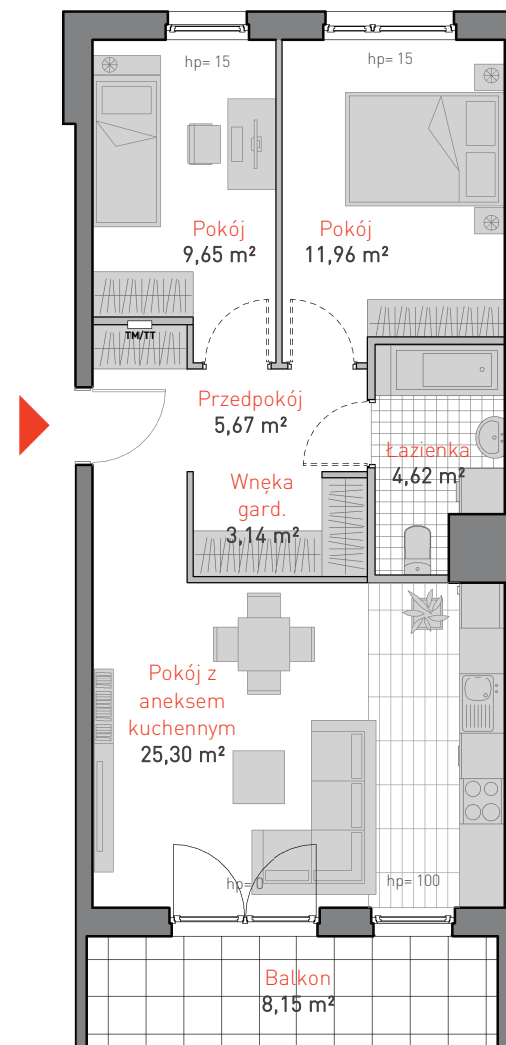 hp= 15
hp= 15
Pokój
9,65 m²
Pokój
11,96 m²
TM/TT
Przedpokój
5,67 m²
Łazienka
4,62 m²
Wnęka
gard.
3,14 m²
Pokój z
aneksem
kuchennym
25,30 m²
hp= 0
hp= 100
Balkon
8,15 m²